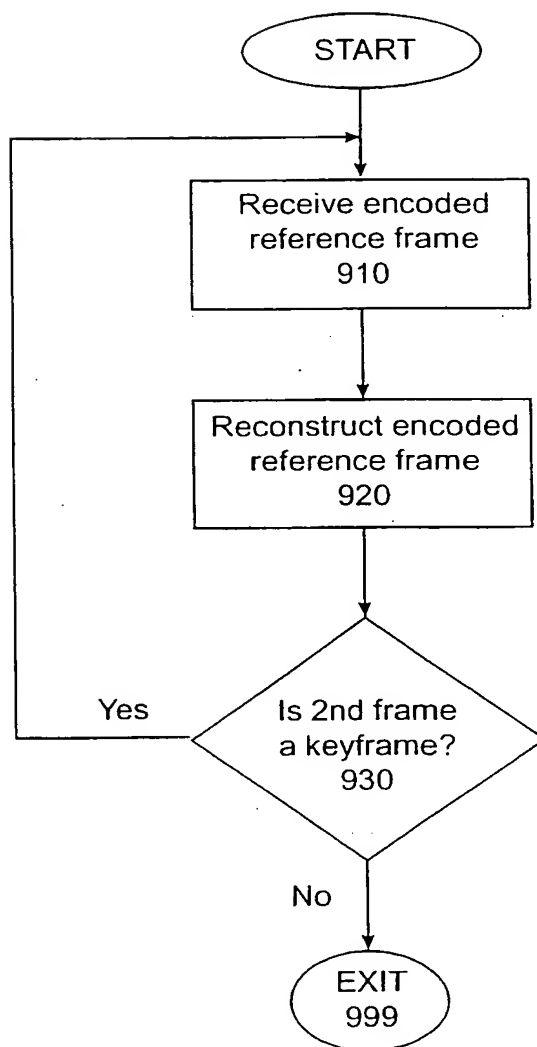 START
Receive encoded
reference frame
910
Reconstruct encoded
reference frame
920
Is 2nd frame
a keyframe?
930
Yes
No
EXIT
999